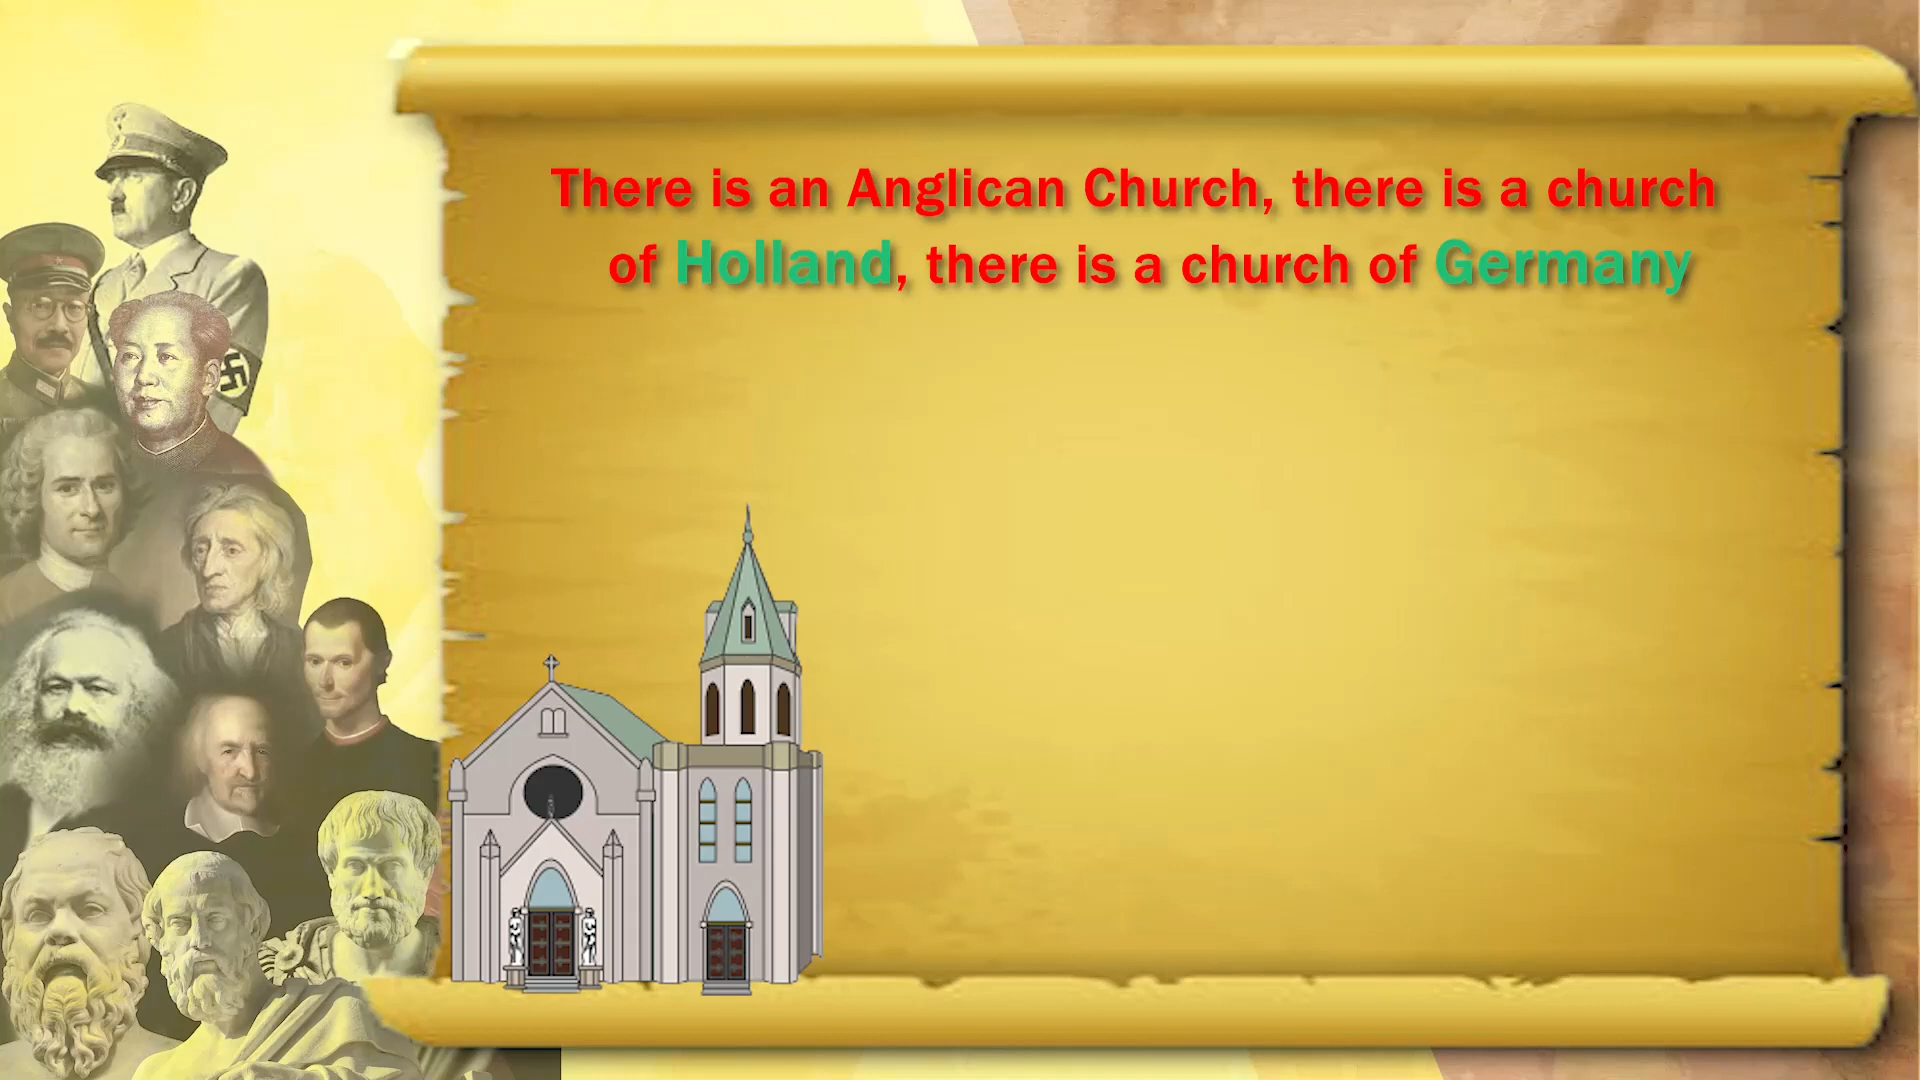 There is an Anglican Church, there is a church
of Holland, there is a church of Germany